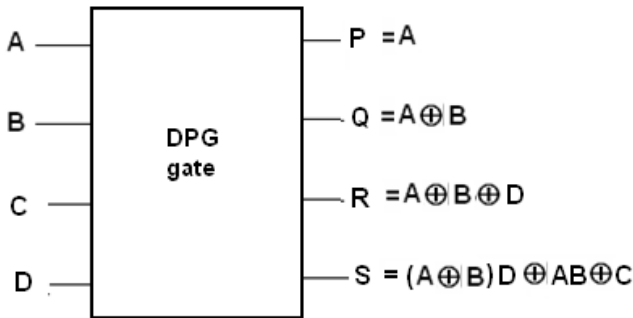 A
P = A
B
Q = A ⊕ B
DPG
gate
C
R = A ⊕ B ⊕ D
D
S = (A ⊕ B) D ⊕ AB ⊕ C